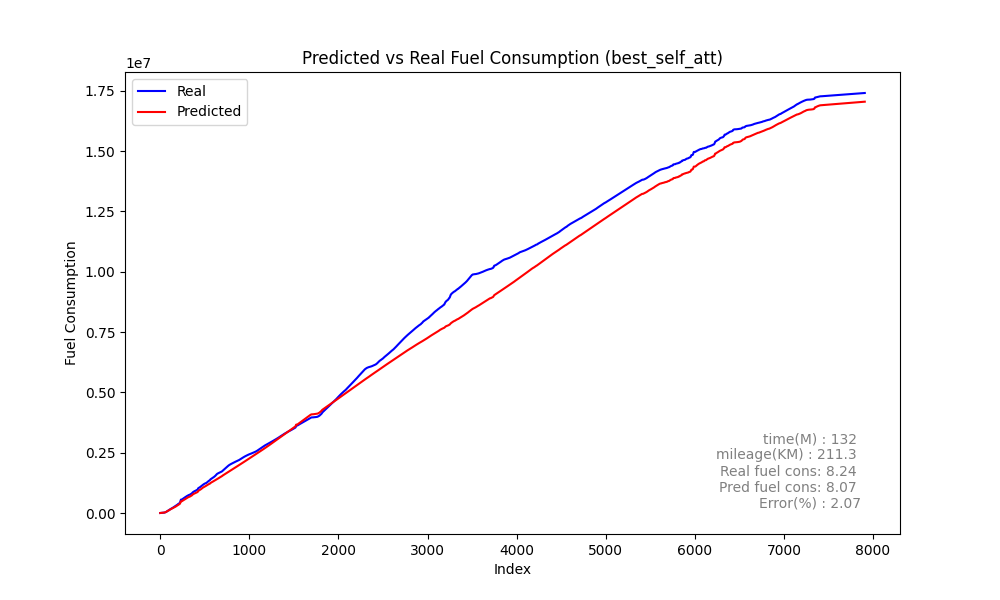 Predicted vs Real Fuel Consumption (best_self_att)
1e7
Real
Predicted
1.75
1.50
1.25
1.00
0.75
0.50
0.25
0.00
Fuel Consumption
time(M) : 132
mileage(KM) : 211.3
Real fuel cons: 8.24
Pred fuel cons: 8.07
Error(%) : 2.07
0 1000 2000 3000 4000 5000 6000 7000 8000
Index